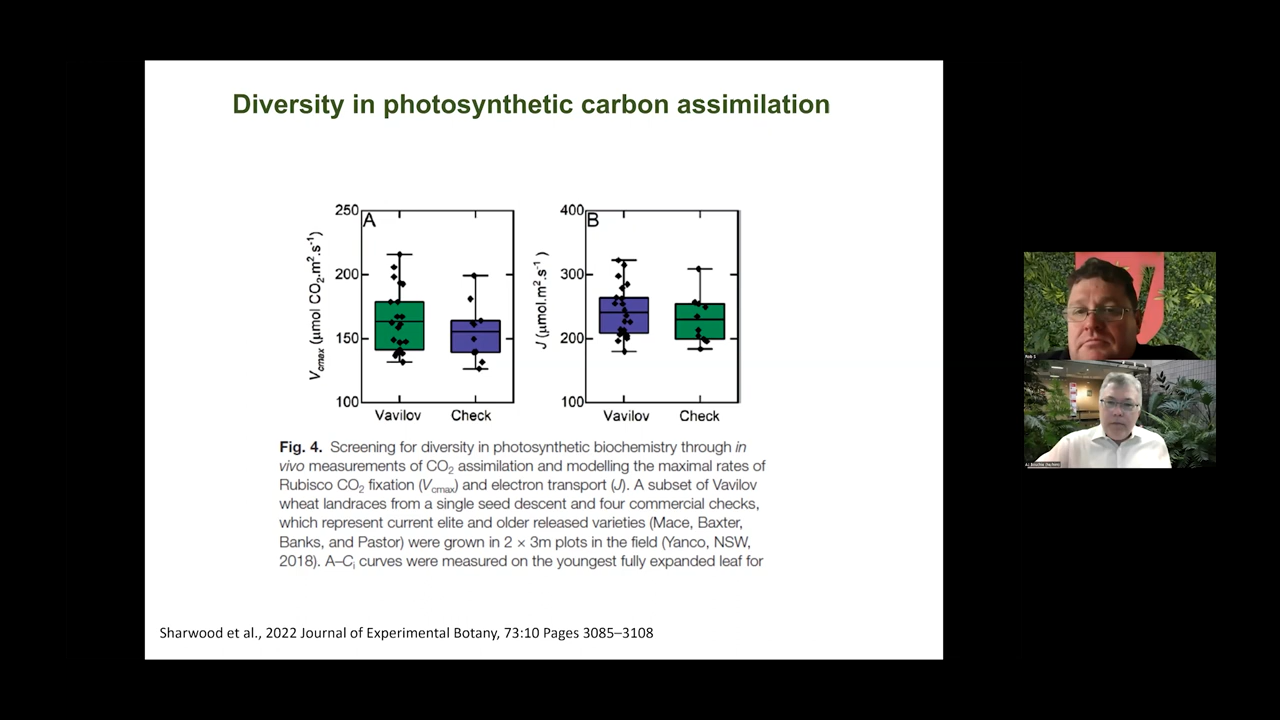 Diversity in photosynthetic carbon assimilation
250
200
150
100
A
Vcmax (µmol CO2.m².s⁻¹)
Vavilov
Check
400
300
200
100
B
J (µmol.m².s⁻¹ )
Vavilov
Check
Fig. 4. Screening for diversity in photosynthetic biochemistry through in
vivo measurements of CO2 assimilation and modelling the maximal rates of
Rubisco CO2 fixation (Vcmax) and electron transport (J). A subset of Vavilov
wheat landraces from a single seed descent and four commercial checks,
which represent current elite and older released varieties (Mace, Baxter,
Banks, and Pastor) were grown in 2 × 3m plots in the field (Yanco, NSW,
2018). A–Ci curves were measured on the youngest fully expanded leaf for
Sharwood et al., 2022 Journal of Experimental Botany, 73:10 Pages 3085–3108